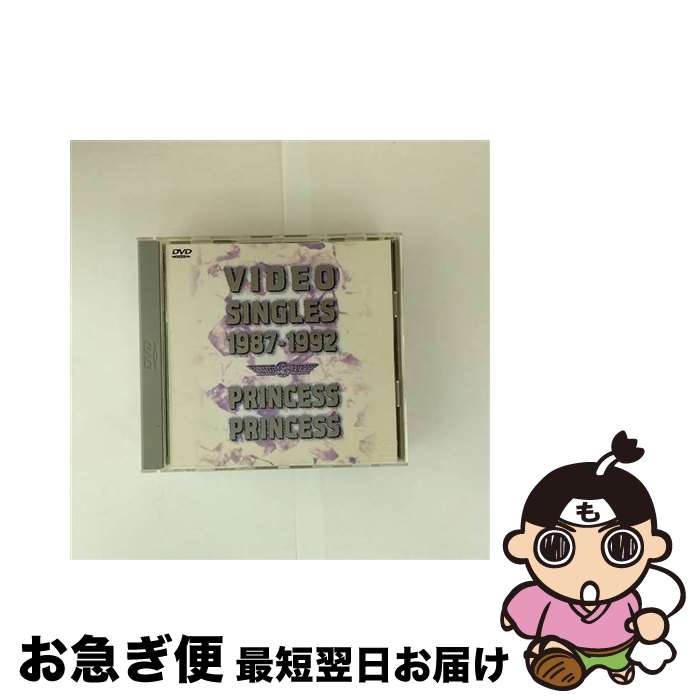 DVD
VIDEO
SINGLES
1987-1992
PRINCESS
PRINCESS
DVD
も
お急ぎ便 最短翌日お届け